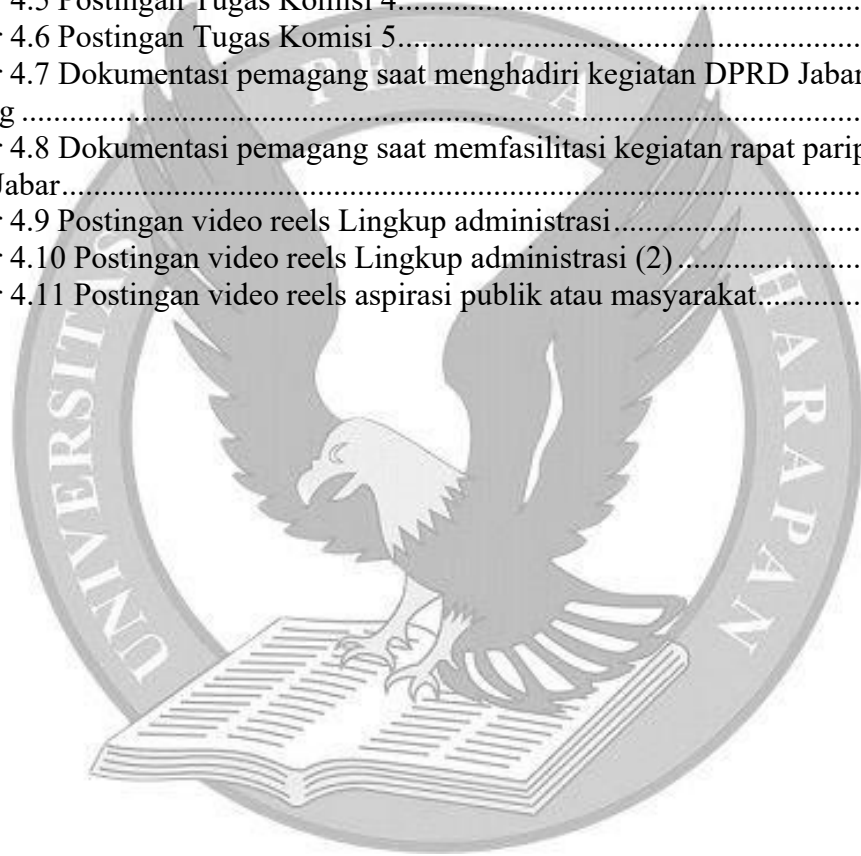 4.5 Postingan Tugas Komisi 4
4.6 Postingan Tugas Komisi 5
4.7 Dokumentasi pemagang saat menghadiri kegiatan DPRD Jabar
g
4.8 Dokumentasi pemagang saat memfasilitasi kegiatan rapat parip
Jabar
4.9 Postingan video reels Lingkup administrasi
4.10 Postingan video reels Lingkup administrasi (2)
4.11 Postingan video reels aspirasi publik atau masyarakat
UNIVERSITAS PELITA HARAPAN